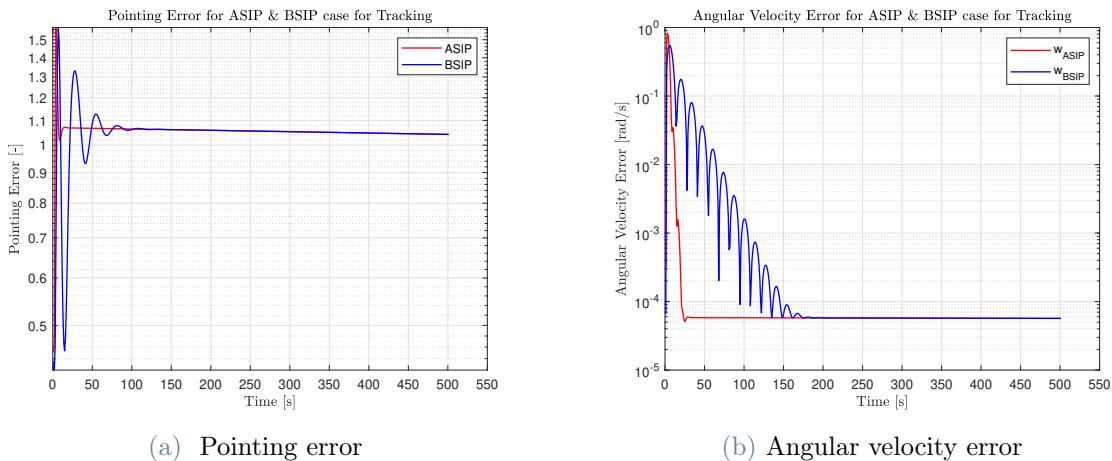 Pointing Error for ASIP & BSIP case for Tracking
1.5
1.4
1.3
1.2
1.1
1
0.9
0.8
0.7
0.6
0.5
Pointing Error [-]
ASIP
BSIP
0 50 100 150 200 250 300 350 400 450 500 550
Time [s]
(a) Pointing error
Angular Velocity Error for ASIP & BSIP case for Tracking
10^0
10^-1
10^-2
10^-3
10^-4
10^-5
Angular Velocity Error [rad/s]
w_ASIP
w_BSIP
0 50 100 150 200 250 300 350 400 450 500 550
Time [s]
(b) Angular velocity error